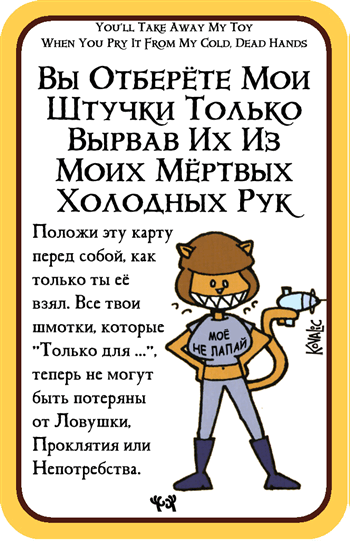 You'll Take Away My Toy
When You Pry It From My Cold, Dead Hands
Вы Отберёте Мои
Штучки Только
Вырвав Их Из
Моих Мёртвых
Холодных Рук
Положи эту карту
перед собой, как
только ты её
взял. Все твои
шмотки, которые
"Только для ...",
теперь не могут
быть потеряны
от Ловушки,
Проклятия или
Непотребства.
МОЁ
НЕ ЛАПАЙ
KOVALIC